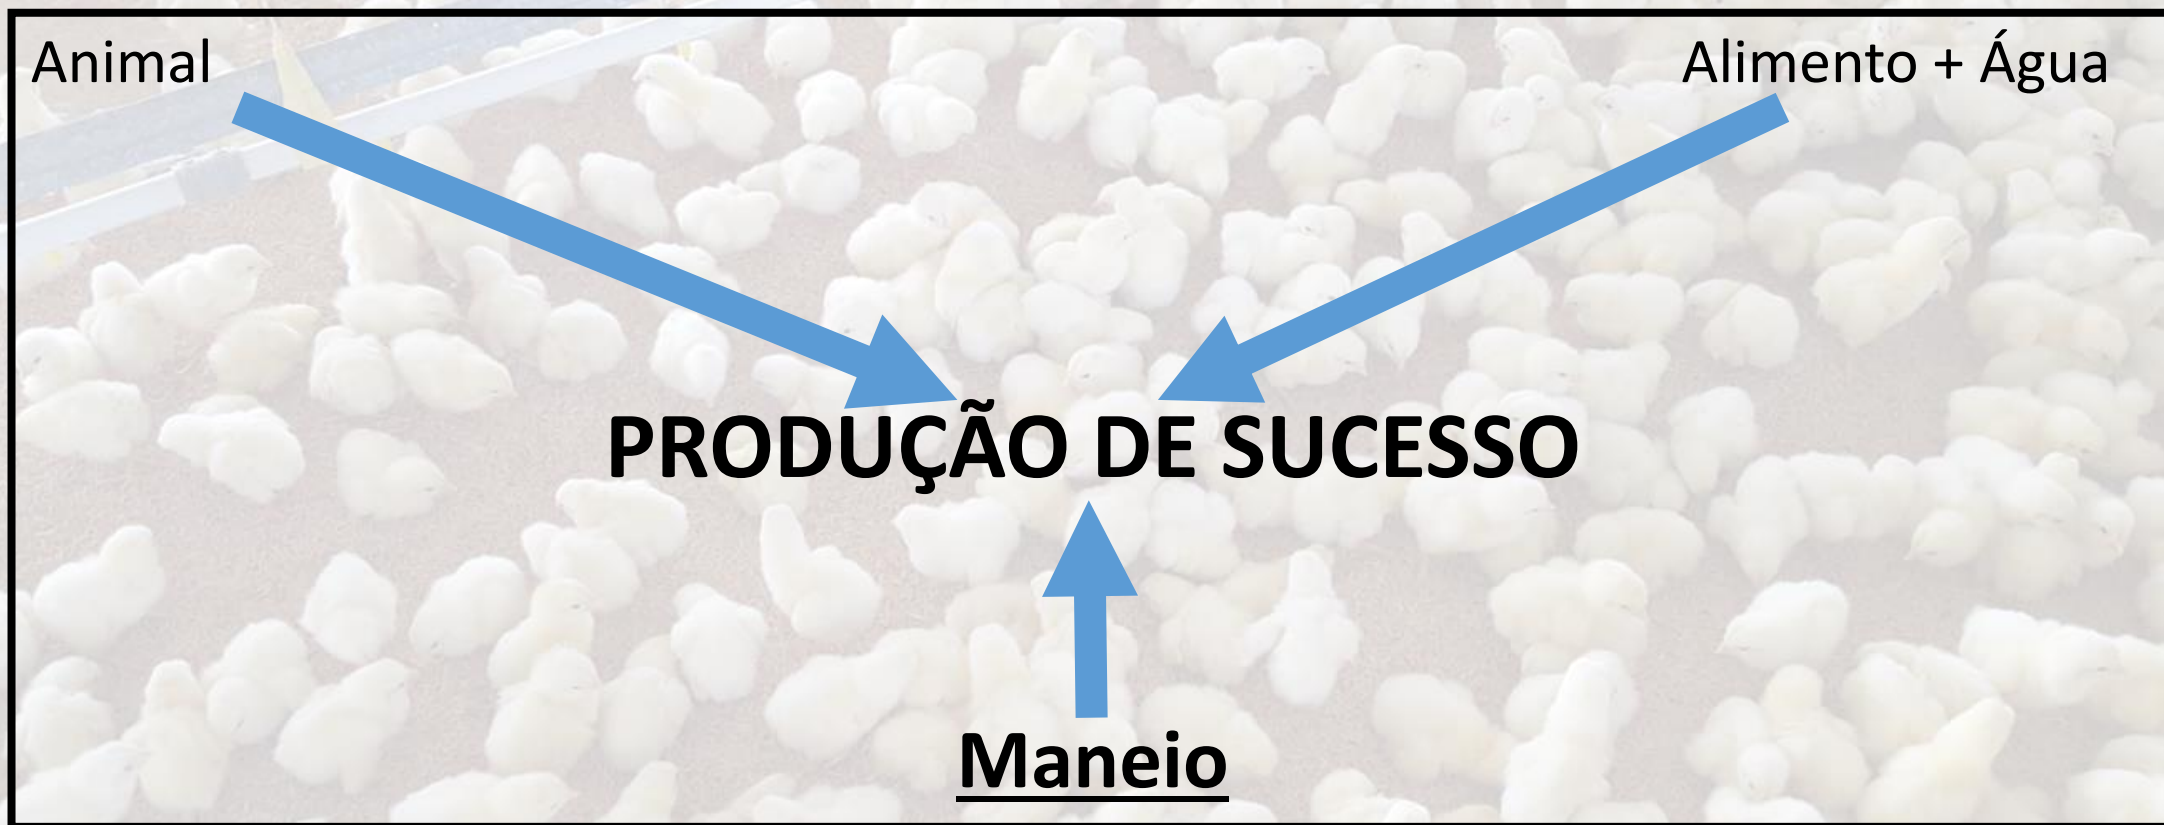 Animal
Alimento + Água
PRODUÇÃO DE SUCESSO
Maneio